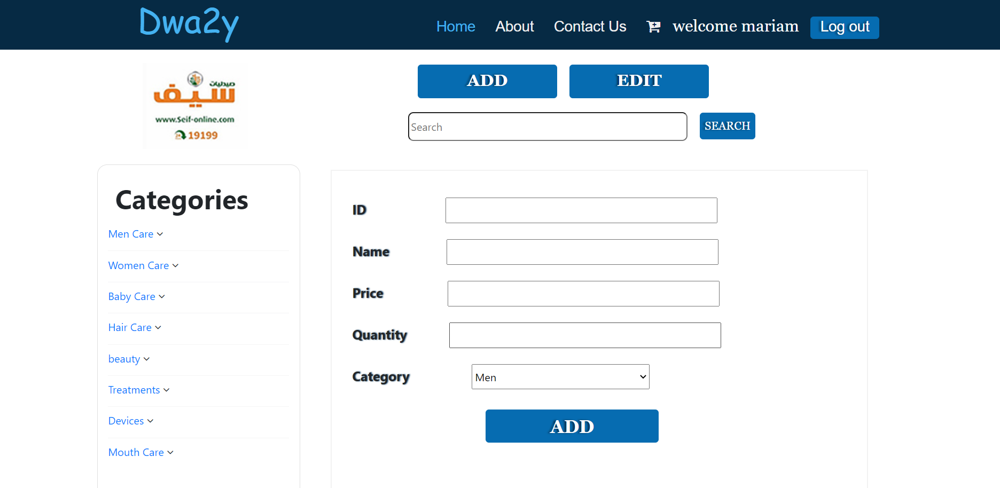 Dwa2y
Home About Contact Us welcome mariam Log out
صيدليات
سيف
www.Seif-online.com
24 19199
ADD EDIT
Search SEARCH
Categories
Men Care
Women Care
Baby Care
Hair Care
beauty
Treatments
Devices
Mouth Care
ID
Name
Price
Quantity
Category Men
ADD